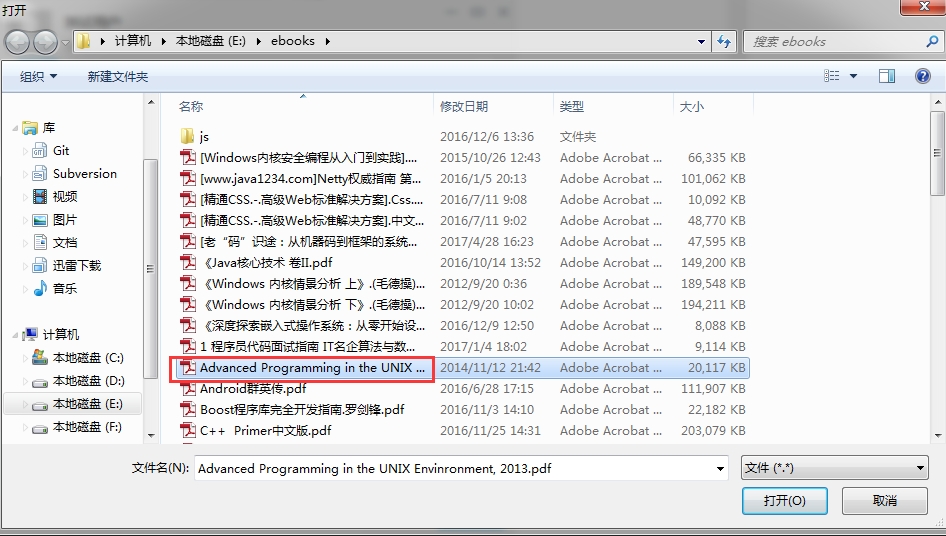 打开
计算机 本地磁盘 (E:) ebooks
搜索 ebooks
组织 新建文件夹
名称 修改日期 类型 大小
库
Git
Subversion
视频
图片
文档
迅雷下载
音乐
计算机
本地磁盘 (C:)
本地磁盘 (D:)
本地磁盘 (E:)
本地磁盘 (F:)
js 2016/12/6 13:36 文件夹
[Windows内核安全编程从入门到实践].... 2015/10/26 12:43 Adobe Acrobat ... 66,335 KB
[www.java1234.com]Netty权威指南 第... 2016/1/5 20:13 Adobe Acrobat ... 101,062 KB
[精通CSS.-.高级Web标准解决方案].Css.... 2016/7/11 9:08 Adobe Acrobat ... 10,092 KB
[精通CSS.-.高级Web标准解决方案].中文... 2016/7/11 9:02 Adobe Acrobat ... 48,770 KB
[老“码”识途：从机器码到框架的系统... 2017/4/28 16:23 Adobe Acrobat ... 47,595 KB
《Java核心技术 卷II.pdf 2016/10/14 13:52 Adobe Acrobat ... 149,200 KB
《Windows 内核情景分析 上》.(毛德操)... 2012/9/20 0:36 Adobe Acrobat ... 189,548 KB
《Windows 内核情景分析 下》.(毛德操)... 2012/9/20 10:02 Adobe Acrobat ... 194,211 KB
《深度探索嵌入式操作系统：从零开始设... 2016/12/9 12:50 Adobe Acrobat ... 8,088 KB
1 程序员代码面试指南 IT名企算法与数... 2017/1/4 18:02 Adobe Acrobat ... 9,114 KB
Advanced Programming in the UNIX ... 2014/11/12 21:42 Adobe Acrobat ... 20,117 KB
Android群英传.pdf 2016/6/28 17:15 Adobe Acrobat ... 111,907 KB
Boost程序库完全开发指南.罗剑锋.pdf 2016/11/3 14:10 Adobe Acrobat ... 22,182 KB
C++ Primer中文版.pdf 2016/11/25 14:31 Adobe Acrobat ... 203,079 KB
文件名(N): Advanced Programming in the UNIX Envinronment, 2013.pdf 文件 (*.*)
打开(O) 取消